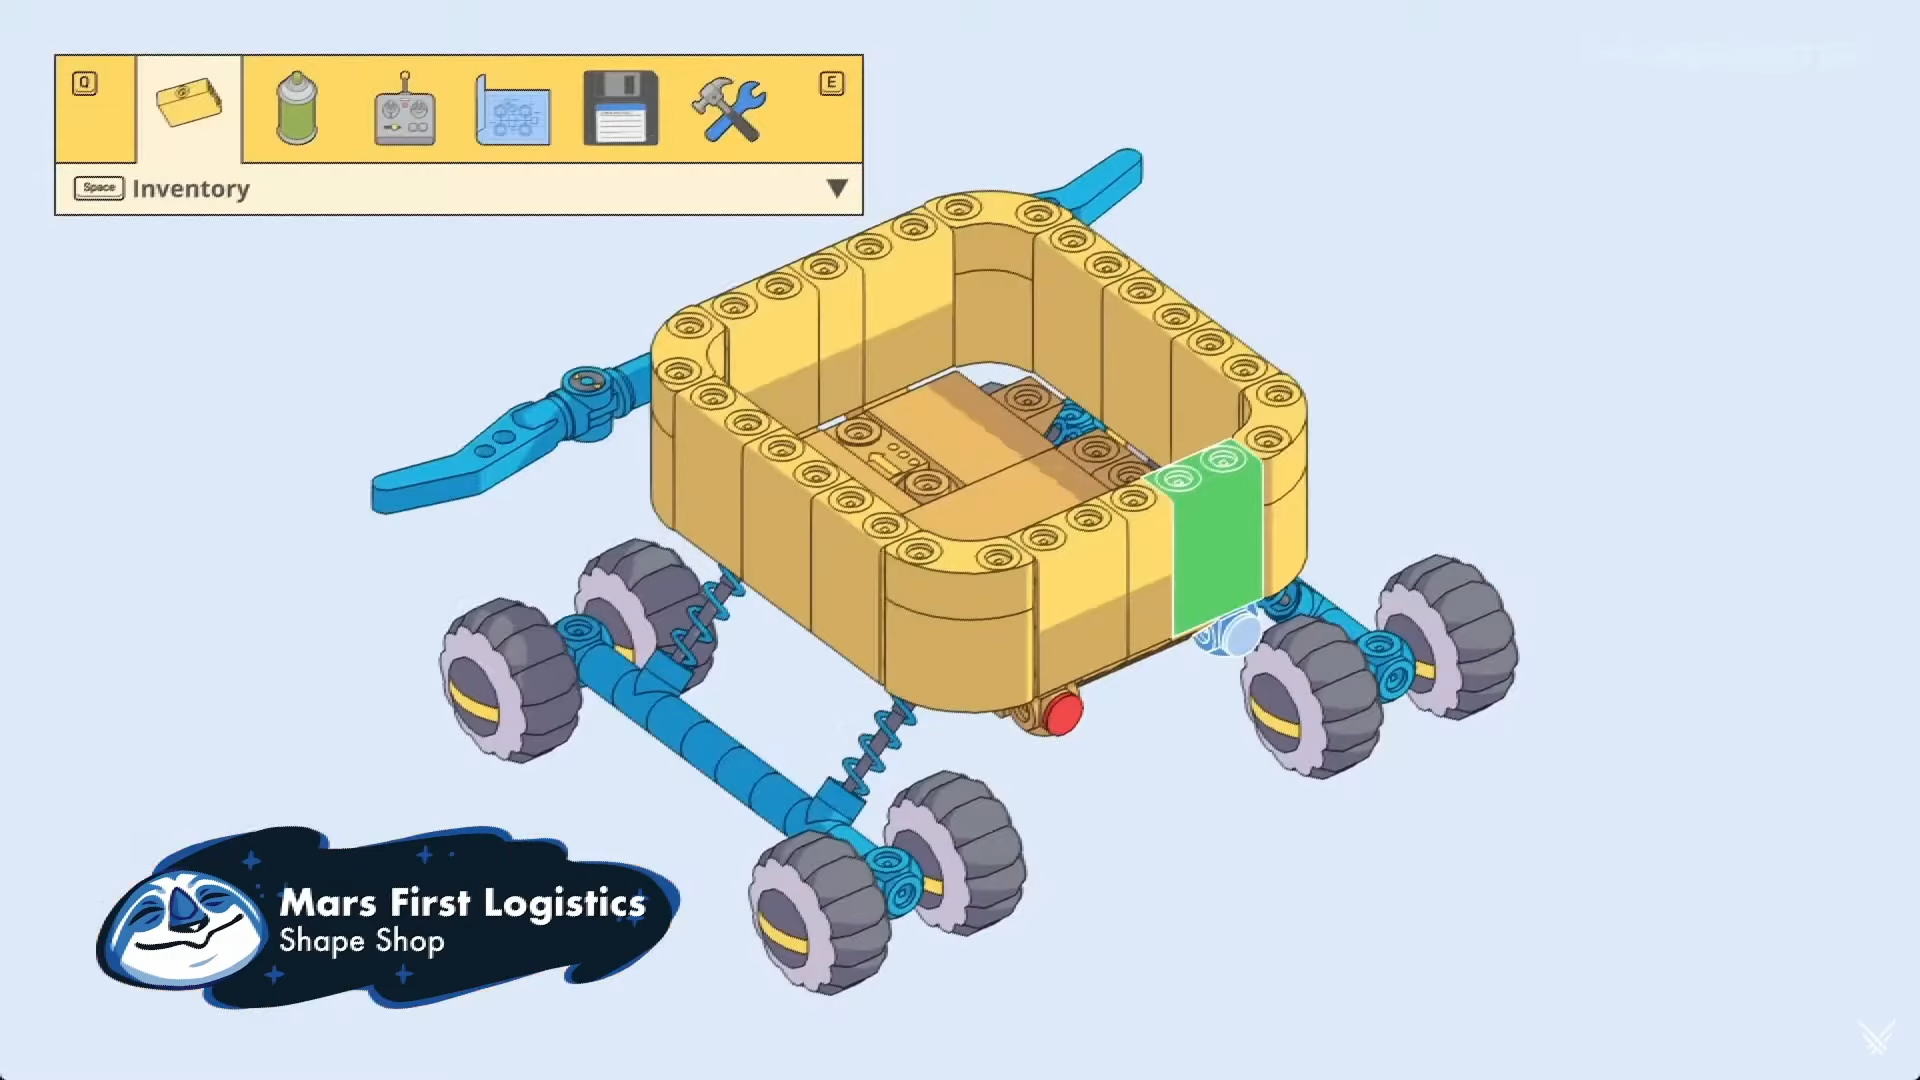 Q
E
Space Inventory
Mars First Logistics
Shape Shop